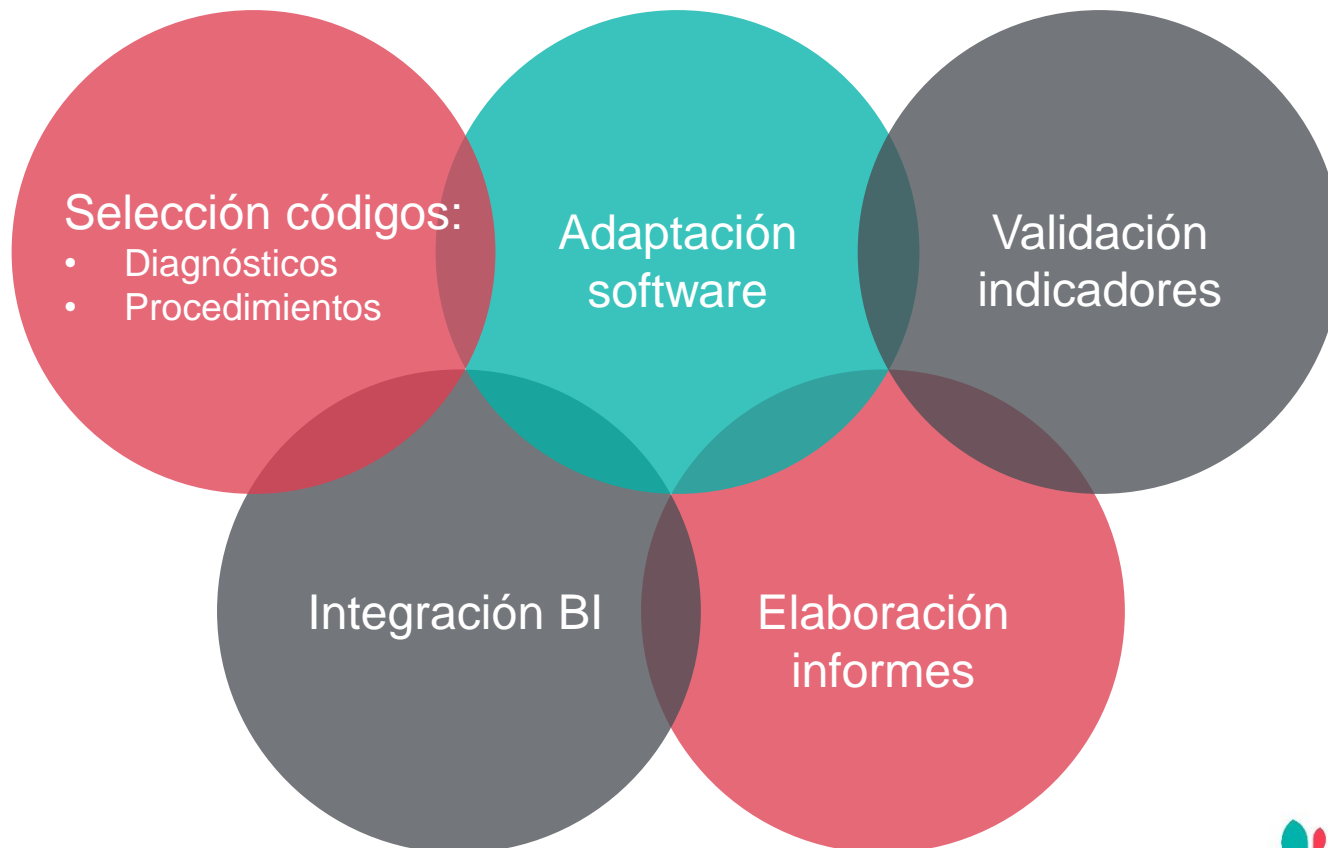 Selección códigos:
• Diagnósticos
• Procedimientos
Adaptación
software
Validación
indicadores
Integración BI
Elaboración
informes